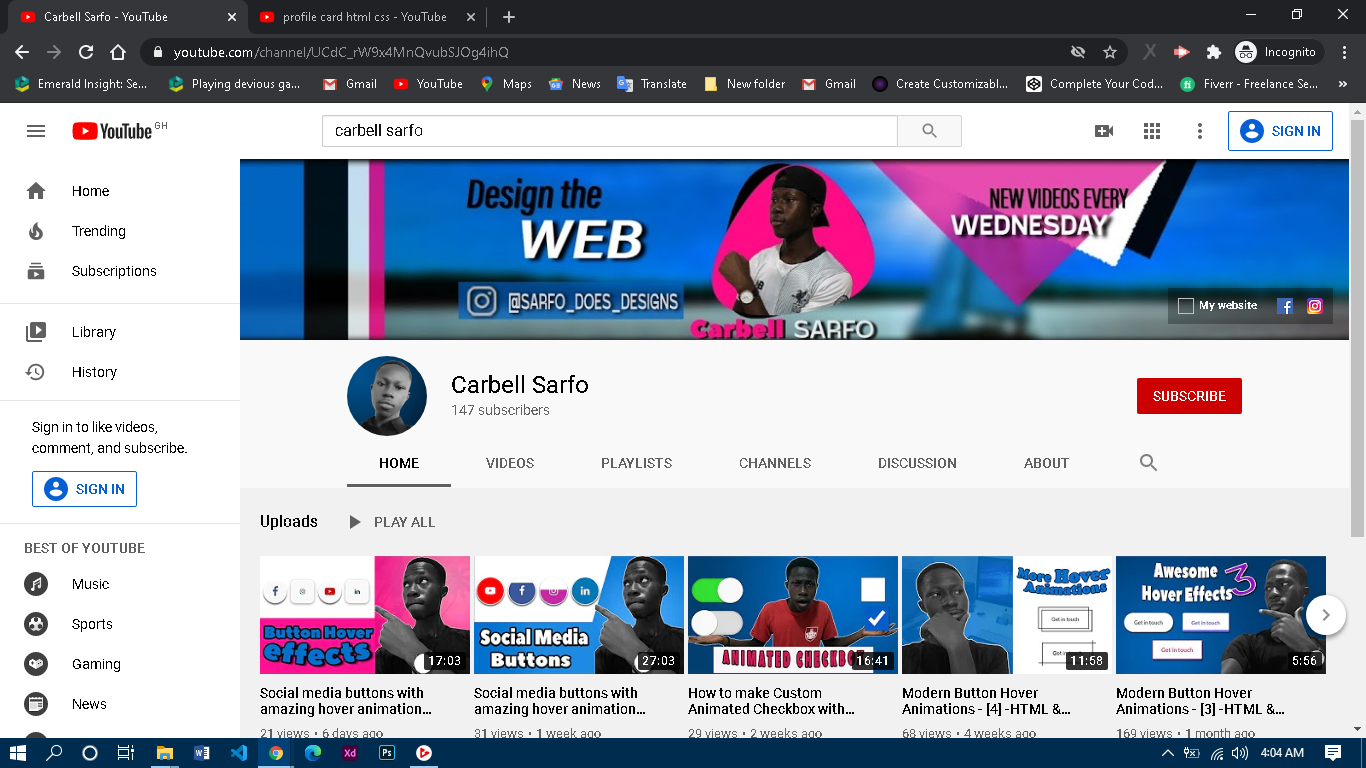 Carbell Sarfo - YouTube
profile card html css - YouTube
youtube.com/channel/UCdC_rW9x4MnQvubSJOg4ihQ
Incognito
Emerald Insight: Se...
Playing devious ga...
Gmail
YouTube
Maps
News
Translate
New folder
Gmail
Create Customizabl...
Complete Your Cod...
Fiverr - Freelance Se...
YouTube GH
carbell sarfo
SIGN IN
Home
Trending
Subscriptions
Library
History
Sign in to like videos,
comment, and subscribe.
SIGN IN
BEST OF YOUTUBE
Music
Sports
Gaming
News
Design the
WEB
@SARFO_DOES_DESIGNS
Carbell SARFO
NEW VIDEOS EVERY
WEDNESDAY
My website
Carbell Sarfo
147 subscribers
SUBSCRIBE
HOME
VIDEOS
PLAYLISTS
CHANNELS
DISCUSSION
ABOUT
Uploads
PLAY ALL
Button Hover
effects
17:03
Social media buttons with
amazing hover animation...
21 views • 6 days ago
Social Media
Buttons
27:03
Social media buttons with
amazing hover animation...
31 views • 1 week ago
ANIMATED CHECKBOX
16:41
How to make Custom
Animated Checkbox with...
29 views • 2 weeks ago
More Hover
Animations
Get in touch
Get in touch
11:58
Modern Button Hover
Animations - [4] -HTML &...
68 views • 4 weeks ago
Awesome
Hover Effects 3
Get in touch
Get in touch
Get in touch
5:56
Modern Button Hover
Animations - [3] -HTML &...
169 views • 1 month ago
4:04 AM